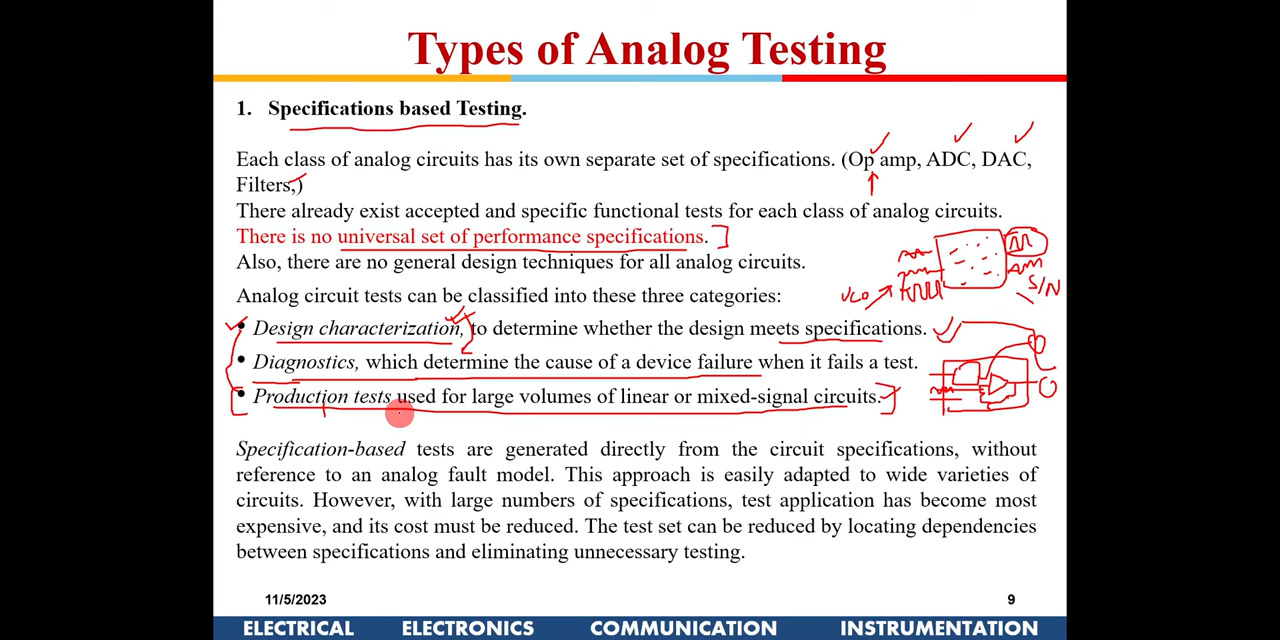 Types of Analog Testing
1. Specifications based Testing.
Each class of analog circuits has its own separate set of specifications. (Op amp, ADC, DAC,
Filters,)
There already exist accepted and specific functional tests for each class of analog circuits.
There is no universal set of performance specifications.
Also, there are no general design techniques for all analog circuits.
S/N
VCO
Analog circuit tests can be classified into these three categories:
• Design characterization, to determine whether the design meets specifications.
• Diagnostics, which determine the cause of a device failure when it fails a test.
• Production tests used for large volumes of linear or mixed-signal circuits.
Specification-based tests are generated directly from the circuit specifications, without
reference to an analog fault model. This approach is easily adapted to wide varieties of
circuits. However, with large numbers of specifications, test application has become most
expensive, and its cost must be reduced. The test set can be reduced by locating dependencies
between specifications and eliminating unnecessary testing.
11/5/2023 9
ELECTRICAL ELECTRONICS COMMUNICATION INSTRUMENTATION